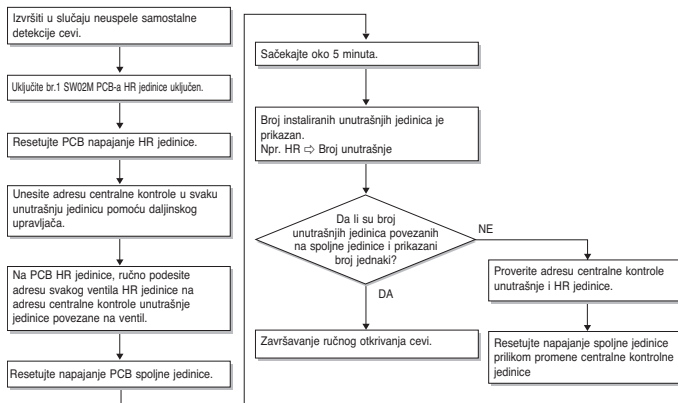 Izvršiti u slučaju neuspele samostalne
detekcije cevi.
Uključite br.1 SW02M PCB-a HR jedinice uključen.
Resetujte PCB napajanje HR jedinice.
Unesite adresu centralne kontrole u svaku
unutrašnju jedinicu pomoću daljinskog
upravljača.
Na PCB HR jedinice, ručno podesite
adresu svakog ventila HR jedinice na
adresu centralne kontrole unutrašnje
jedinice povezane na ventil.
Resetujte napajanje PCB spoljne jedinice.
Sačekajte oko 5 minuta.
Broj instaliranih unutrašnjih jedinica je
prikazan.
Npr. HR ⇨ Broj unutrašnje
Da li su broj
unutrašnjih jedinica povezanih
na spoljne jedinice i prikazani
broj jednaki?
NE
DA
Završavanje ručnog otkrivanja cevi.
Proverite adresu centralne kontrole
unutrašnje i HR jedinice.
Resetujte napajanje spoljne jedinice
prilikom promene centralne kontrolne
jedinice